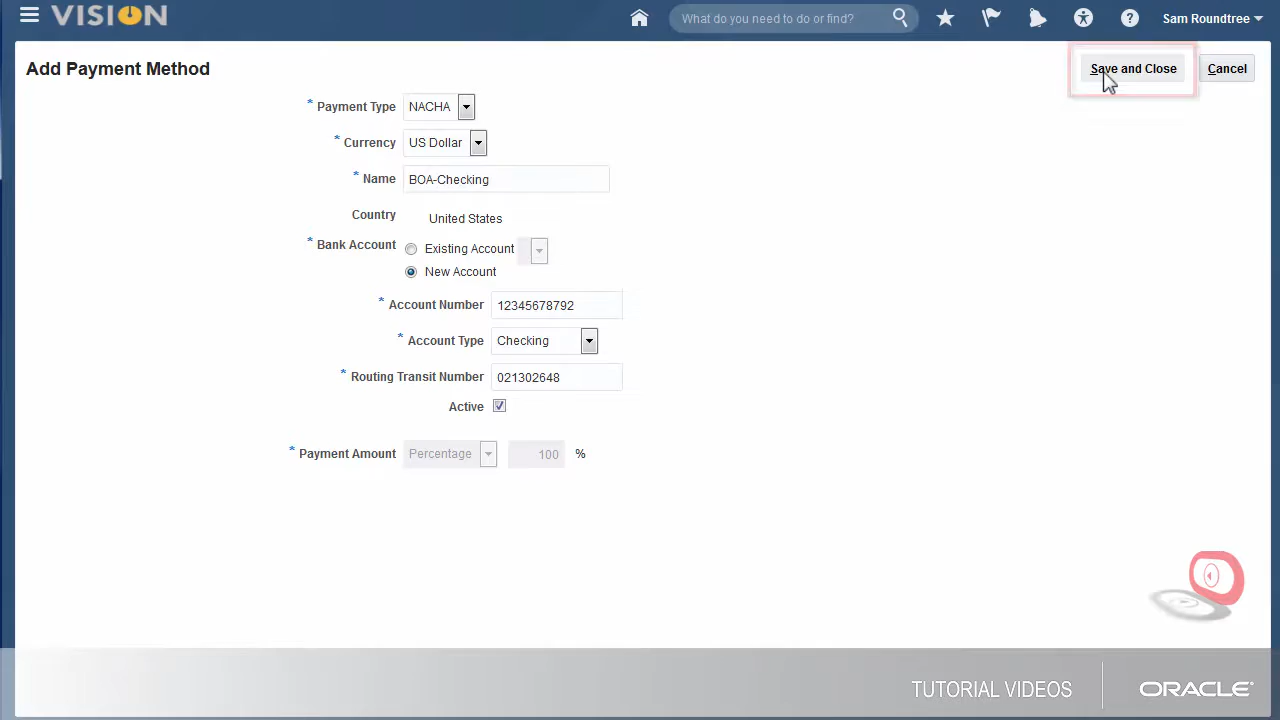 VISION
What do you need to do or find?
Sam Roundtree
Add Payment Method
Save and Close
Cancel
* Payment Type NACHA
* Currency US Dollar
* Name BOA-Checking
Country United States
* Bank Account Existing Account
New Account
* Account Number 12345678792
* Account Type Checking
* Routing Transit Number 021302648
Active
* Payment Amount Percentage 100 %
TUTORIAL VIDEOS
ORACLE